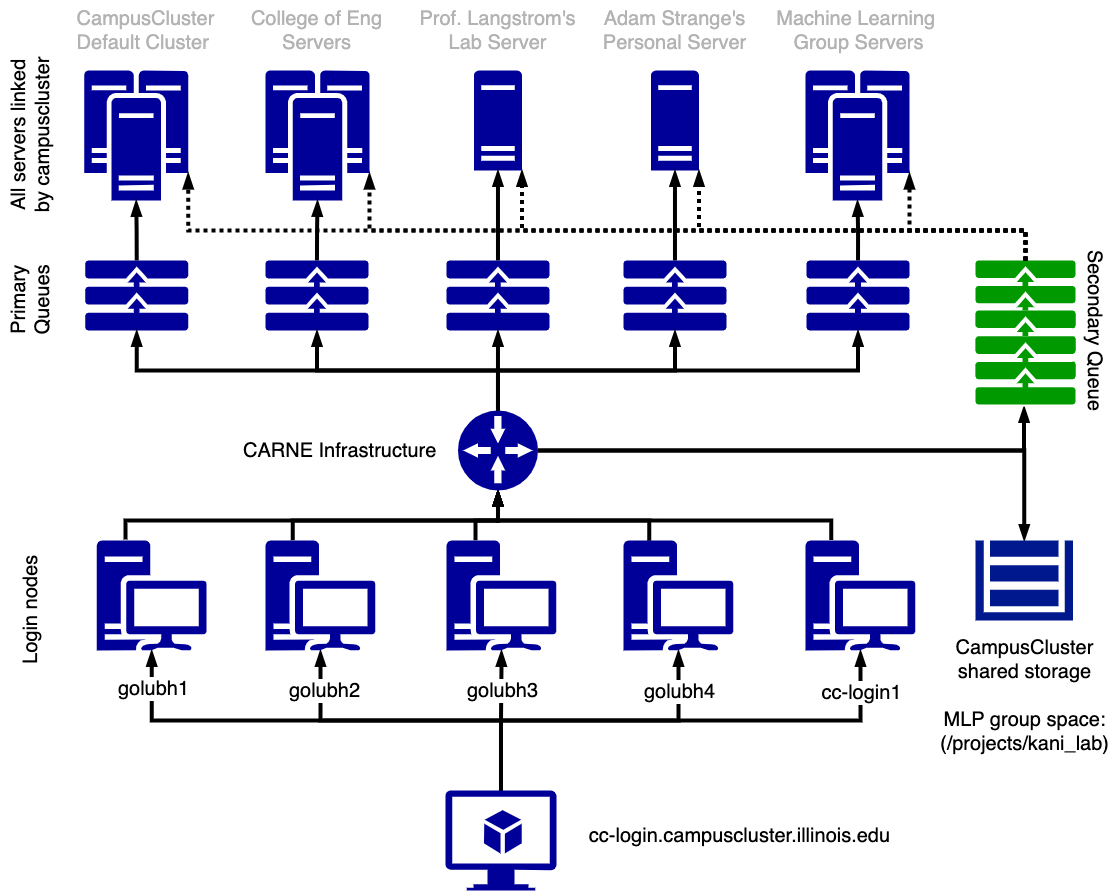 CampusCluster
Default Cluster
College of Eng
Servers
Prof. Langstrom's
Lab Server
Adam Strange's
Personal Server
Machine Learning
Group Servers
All servers linked
by campuscluster
Primary
Queues
Secondary Queue
CARNE Infrastructure
Login nodes
CampusCluster
shared storage
golubh1
golubh2
golubh3
golubh4
cc-login1
MLP group space:
(/projects/kani_lab)
cc-login.campuscluster.illinois.edu